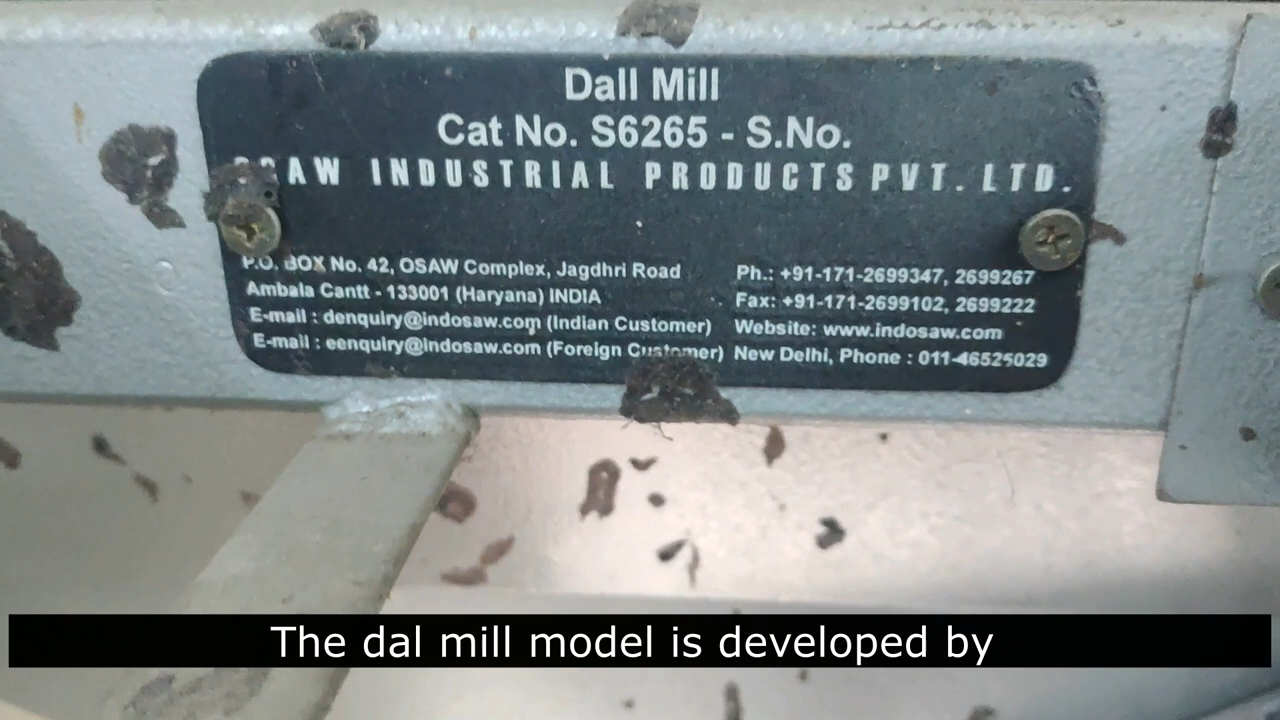 Dall Mill
Cat No. S6265 - S.No.
OSAW INDUSTRIAL PRODUCTS PVT. LTD.
P.O. BOX No. 42, OSAW Complex, Jagdhri Road
Ambala Cantt - 133001 (Haryana) INDIA
E-mail : denquiry@indosaw.com (Indian Customer)
E-mail : eenquiry@indosaw.com (Foreign Customer)
Ph.: +91-171-2699347, 2699267
Fax: +91-171-2699102, 2699222
Website: www.indosaw.com
New Delhi, Phone : 011-46525029
The dal mill model is developed by